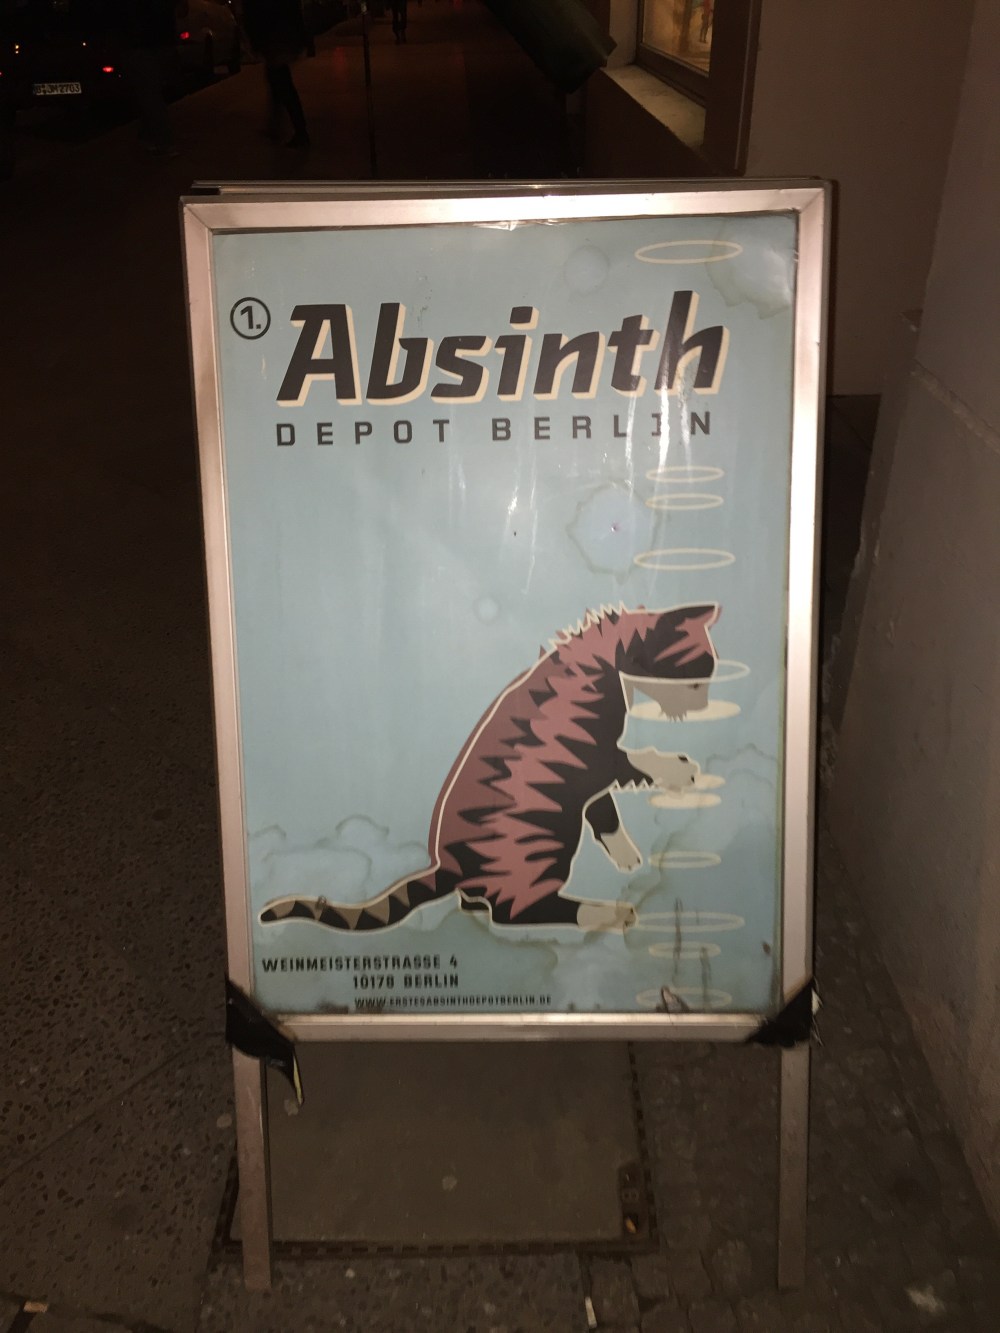 1. Absinth
DEPOT BERLIN
WEINMEISTERSTRASSE 4
10178 BERLIN
WWW.ERSTESABSINTHDEPOTBERLIN.DE